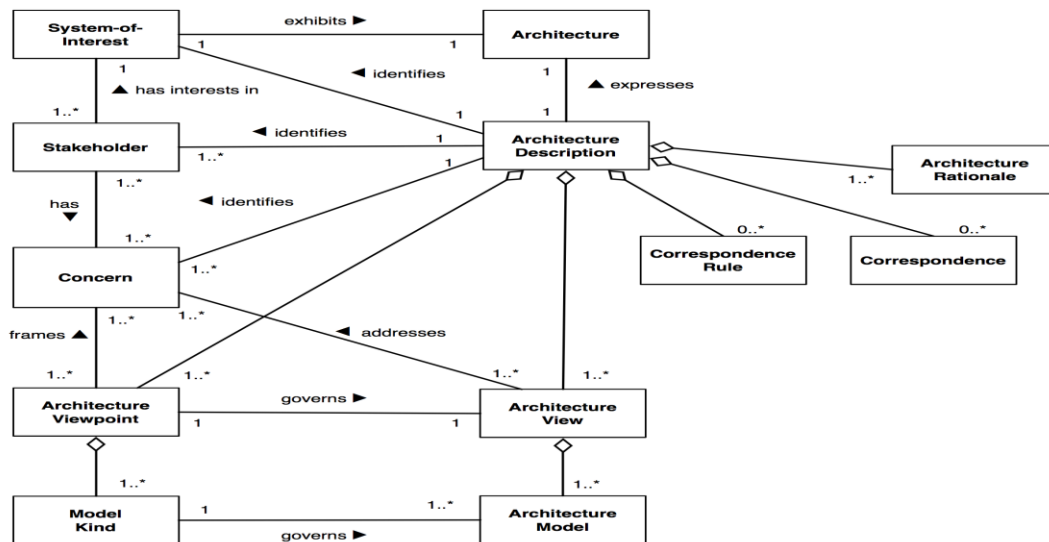 System-of-
Interest
exhibits ►
1
1
Architecture
1
◄ identifies
1
▲ has interests in
▲ expresses
1..*
1
1
Stakeholder
◄ identifies
1
1..*
Architecture
Description
1
1..*
Architecture
Rationale
1..*
has
▼
◄ identifies
1..*
1..*
0..*
0..*
Concern
Correspondence
Rule
Correspondence
1..*
1..*
frames ▲
◄ addresses
1..*
1..*
1..*
1..*
Architecture
Viewpoint
governs ►
1
1
Architecture
View
1..*
1..*
Model
Kind
1
1..*
governs ►
Architecture
Model